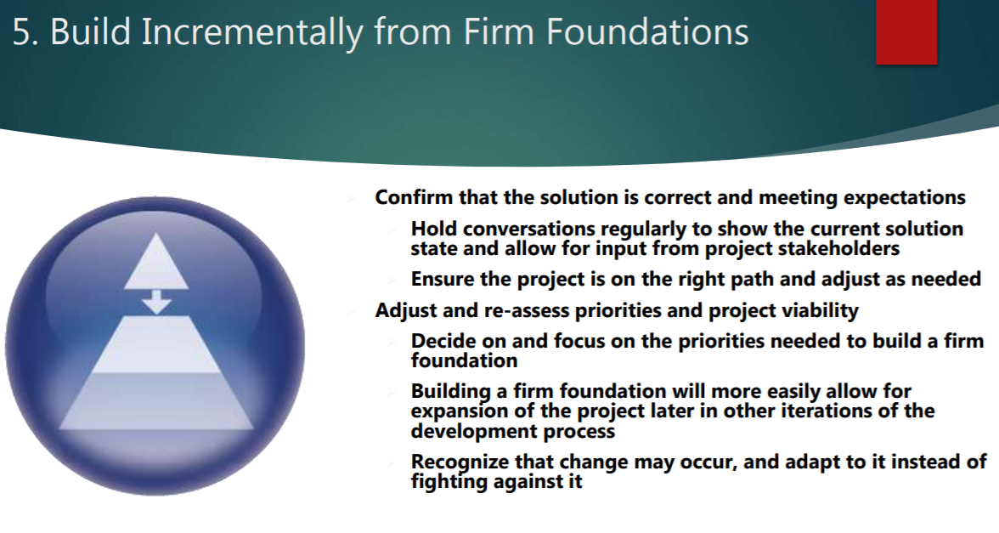 5. Build Incrementally from Firm Foundations
Confirm that the solution is correct and meeting expectations
Hold conversations regularly to show the current solution
state and allow for input from project stakeholders
Ensure the project is on the right path and adjust as needed
Adjust and re-assess priorities and project viability
Decide on and focus on the priorities needed to build a firm
foundation
Building a firm foundation will more easily allow for
expansion of the project later in other iterations of the
development process
Recognize that change may occur, and adapt to it instead of
fighting against it